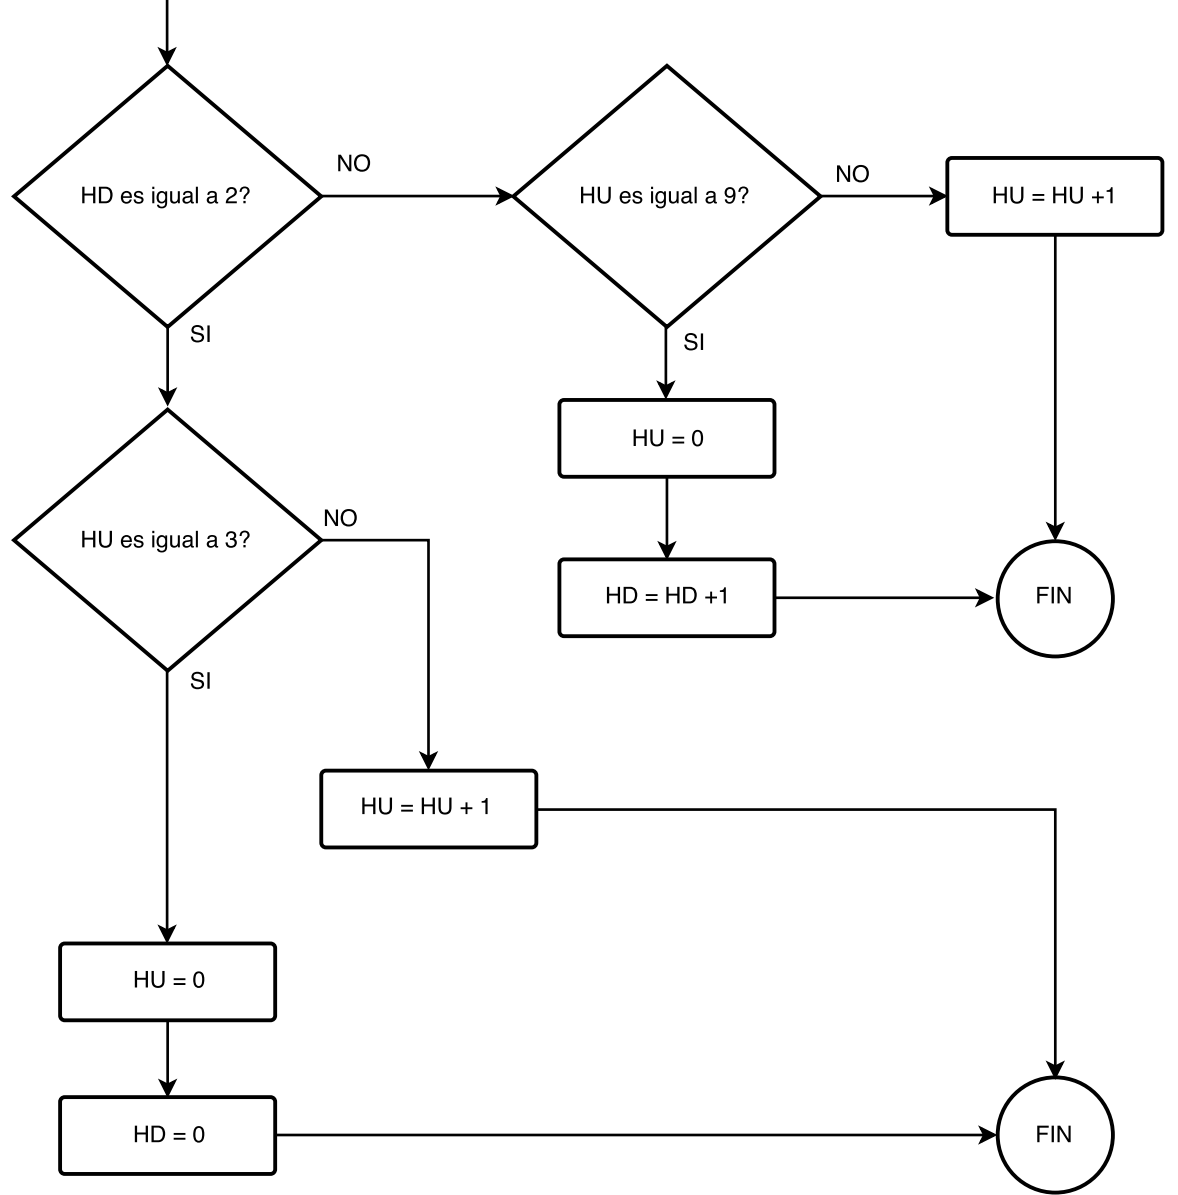 HD es igual a 2?
NO
HU es igual a 9?
NO
HU = HU +1
SI
SI
HU = 0
HD = HD +1
FIN
HU es igual a 3?
NO
SI
HU = HU + 1
HU = 0
HD = 0
FIN